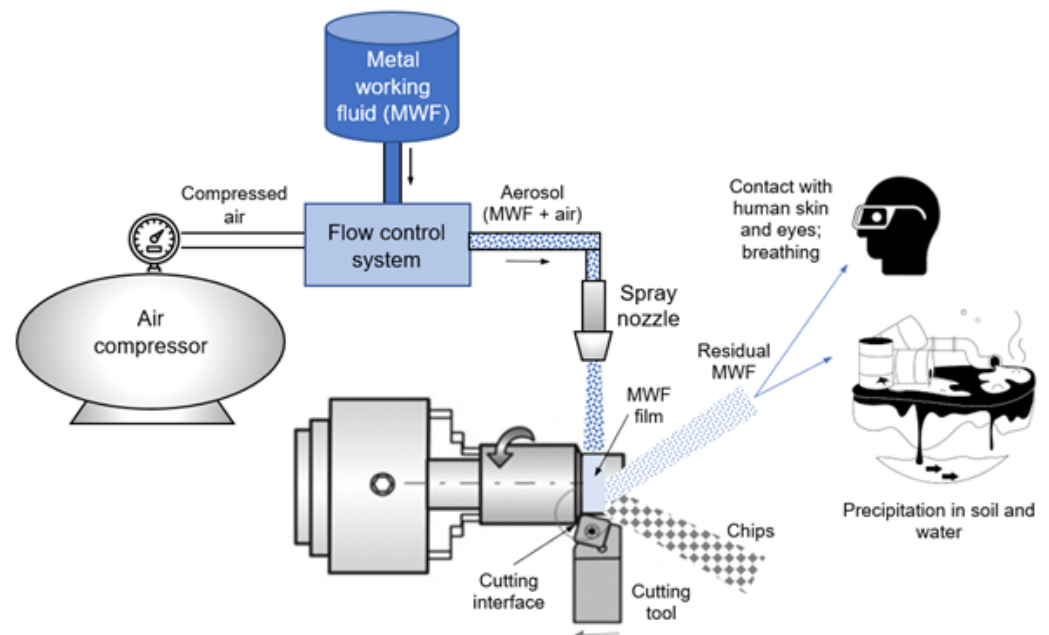 Metal
working
fluid (MWF)
Compressed
air
Aerosol
(MWF + air)
Flow control
system
Contact with
human skin
and eyes;
breathing
Air
compressor
Spray
nozzle
Residual
MWF
MWF
film
Precipitation in soil and
water
Chips
Cutting
interface
Cutting
tool